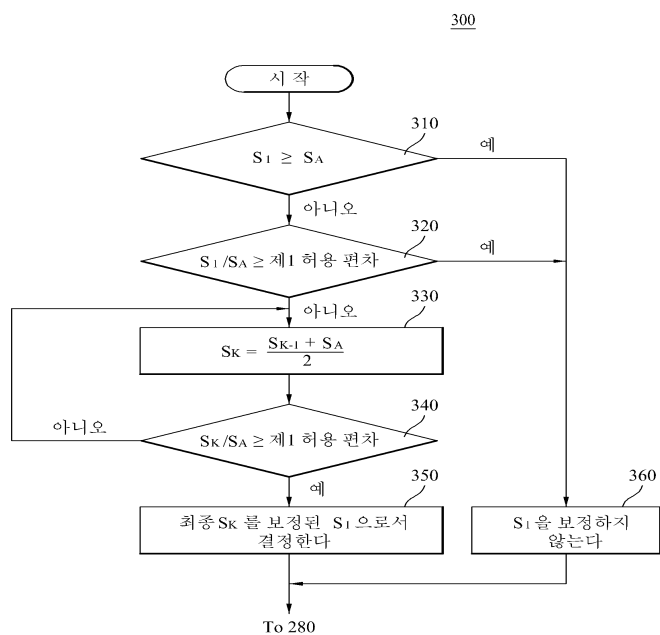 300
시 작
310
S1 ≥ SA
예
아니오
320
S1/SA ≥ 제1 허용 편차
예
아니오
330
SK = (SK-1 + SA) / 2
340
아니오
SK/SA ≥ 제1 허용 편차
예
350
최종 SK 를 보정된 S1 으로서
결정한다
360
S1을 보정하지
않는다
To 280